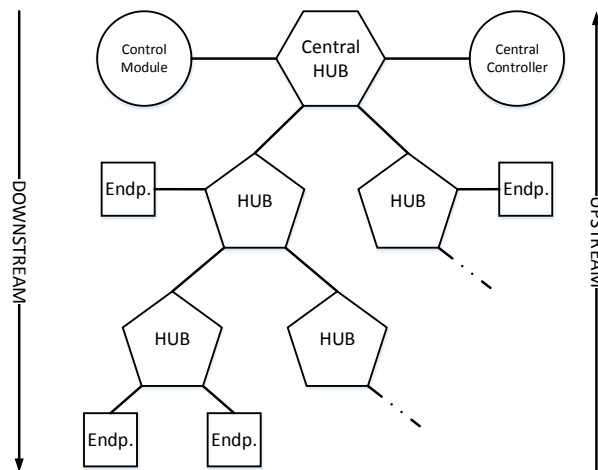 Control
Module
Central
HUB
Central
Controller
Endp.
HUB
HUB
Endp.
HUB
HUB
Endp.
Endp.
DOWNSTREAM
UPSTREAM